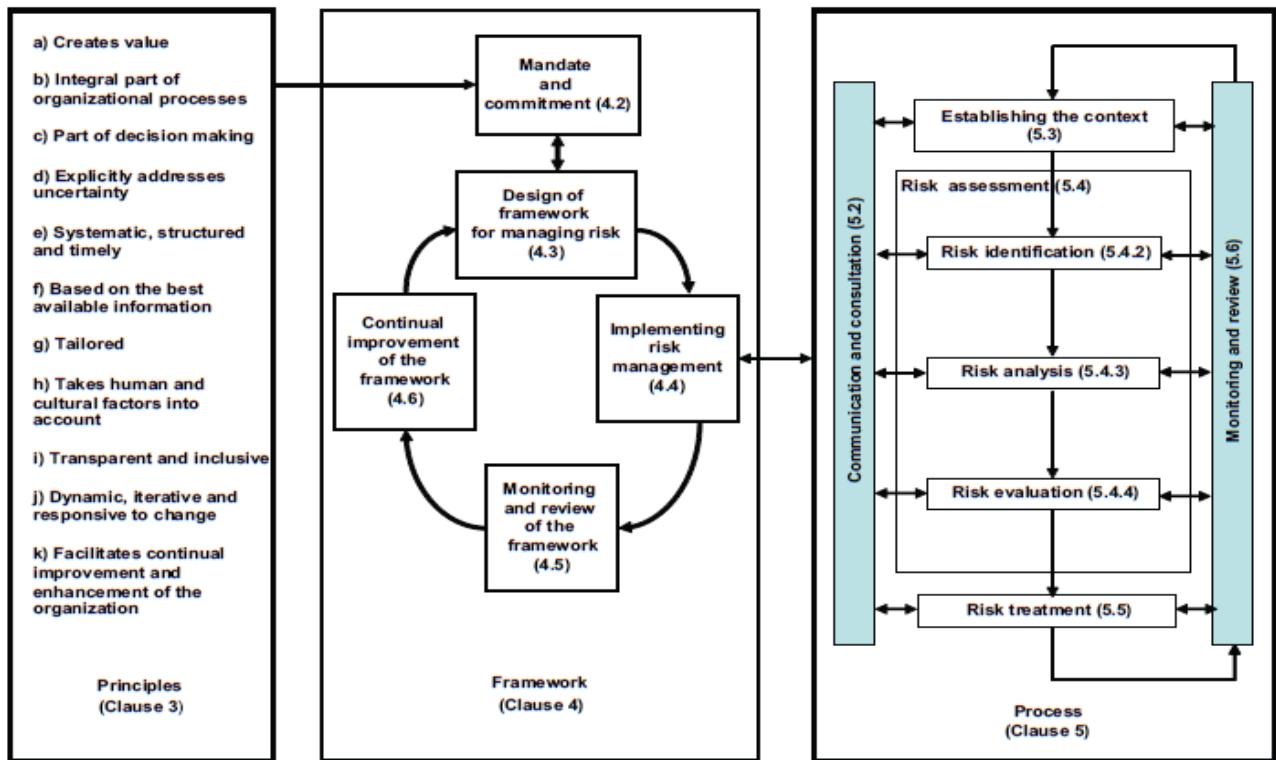 a) Creates value
b) Integral part of
organizational processes
c) Part of decision making
d) Explicitly addresses
uncertainty
e) Systematic, structured
and timely
f) Based on the best
available information
g) Tailored
h) Takes human and
cultural factors into
account
i) Transparent and inclusive
j) Dynamic, iterative and
responsive to change
k) Facilitates continual
improvement and
enhancement of the
organization
Principles
(Clause 3)
Mandate
and
commitment (4.2)
Design of
framework
for managing risk
(4.3)
Continual
improvement
of the
framework
(4.6)
Implementing
risk
management
(4.4)
Monitoring
and review
of the
framework
(4.5)
Framework
(Clause 4)
Communication and consultation (5.2)
Establishing the context
(5.3)
Risk assessment (5.4)
Risk identification (5.4.2)
Risk analysis (5.4.3)
Risk evaluation (5.4.4)
Risk treatment (5.5)
Monitoring and review (5.6)
Process
(Clause 5)